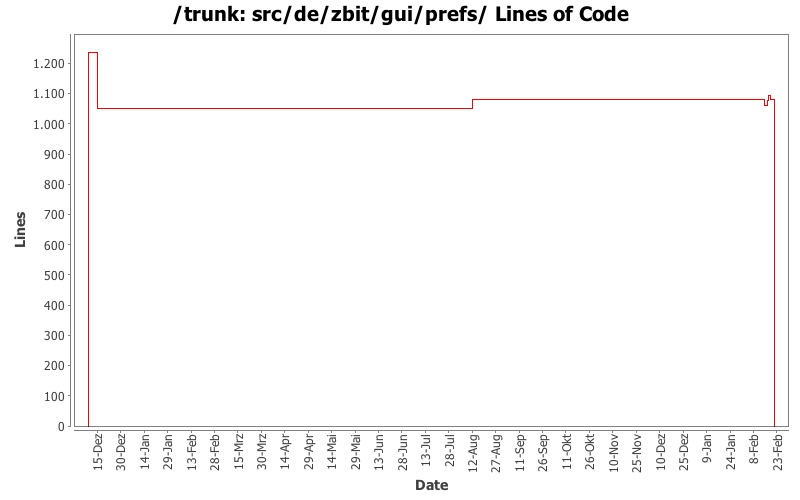 /trunk: src/de/zbit/gui/prefs/ Lines of Code
1.200
1.100
1.000
900
800
700
600
500
400
300
200
100
0
Lines
15-Dez
30-Dez
14-Jan
29-Jan
13-Feb
28-Feb
15-Mrz
30-Mrz
14-Apr
29-Apr
14-Mai
29-Mai
13-Jun
28-Jun
13-Jul
28-Jul
12-Aug
27-Aug
11-Sep
26-Sep
11-Okt
26-Okt
10-Nov
25-Nov
10-Dez
25-Dez
9-Jan
24-Jan
8-Feb
23-Feb
Date